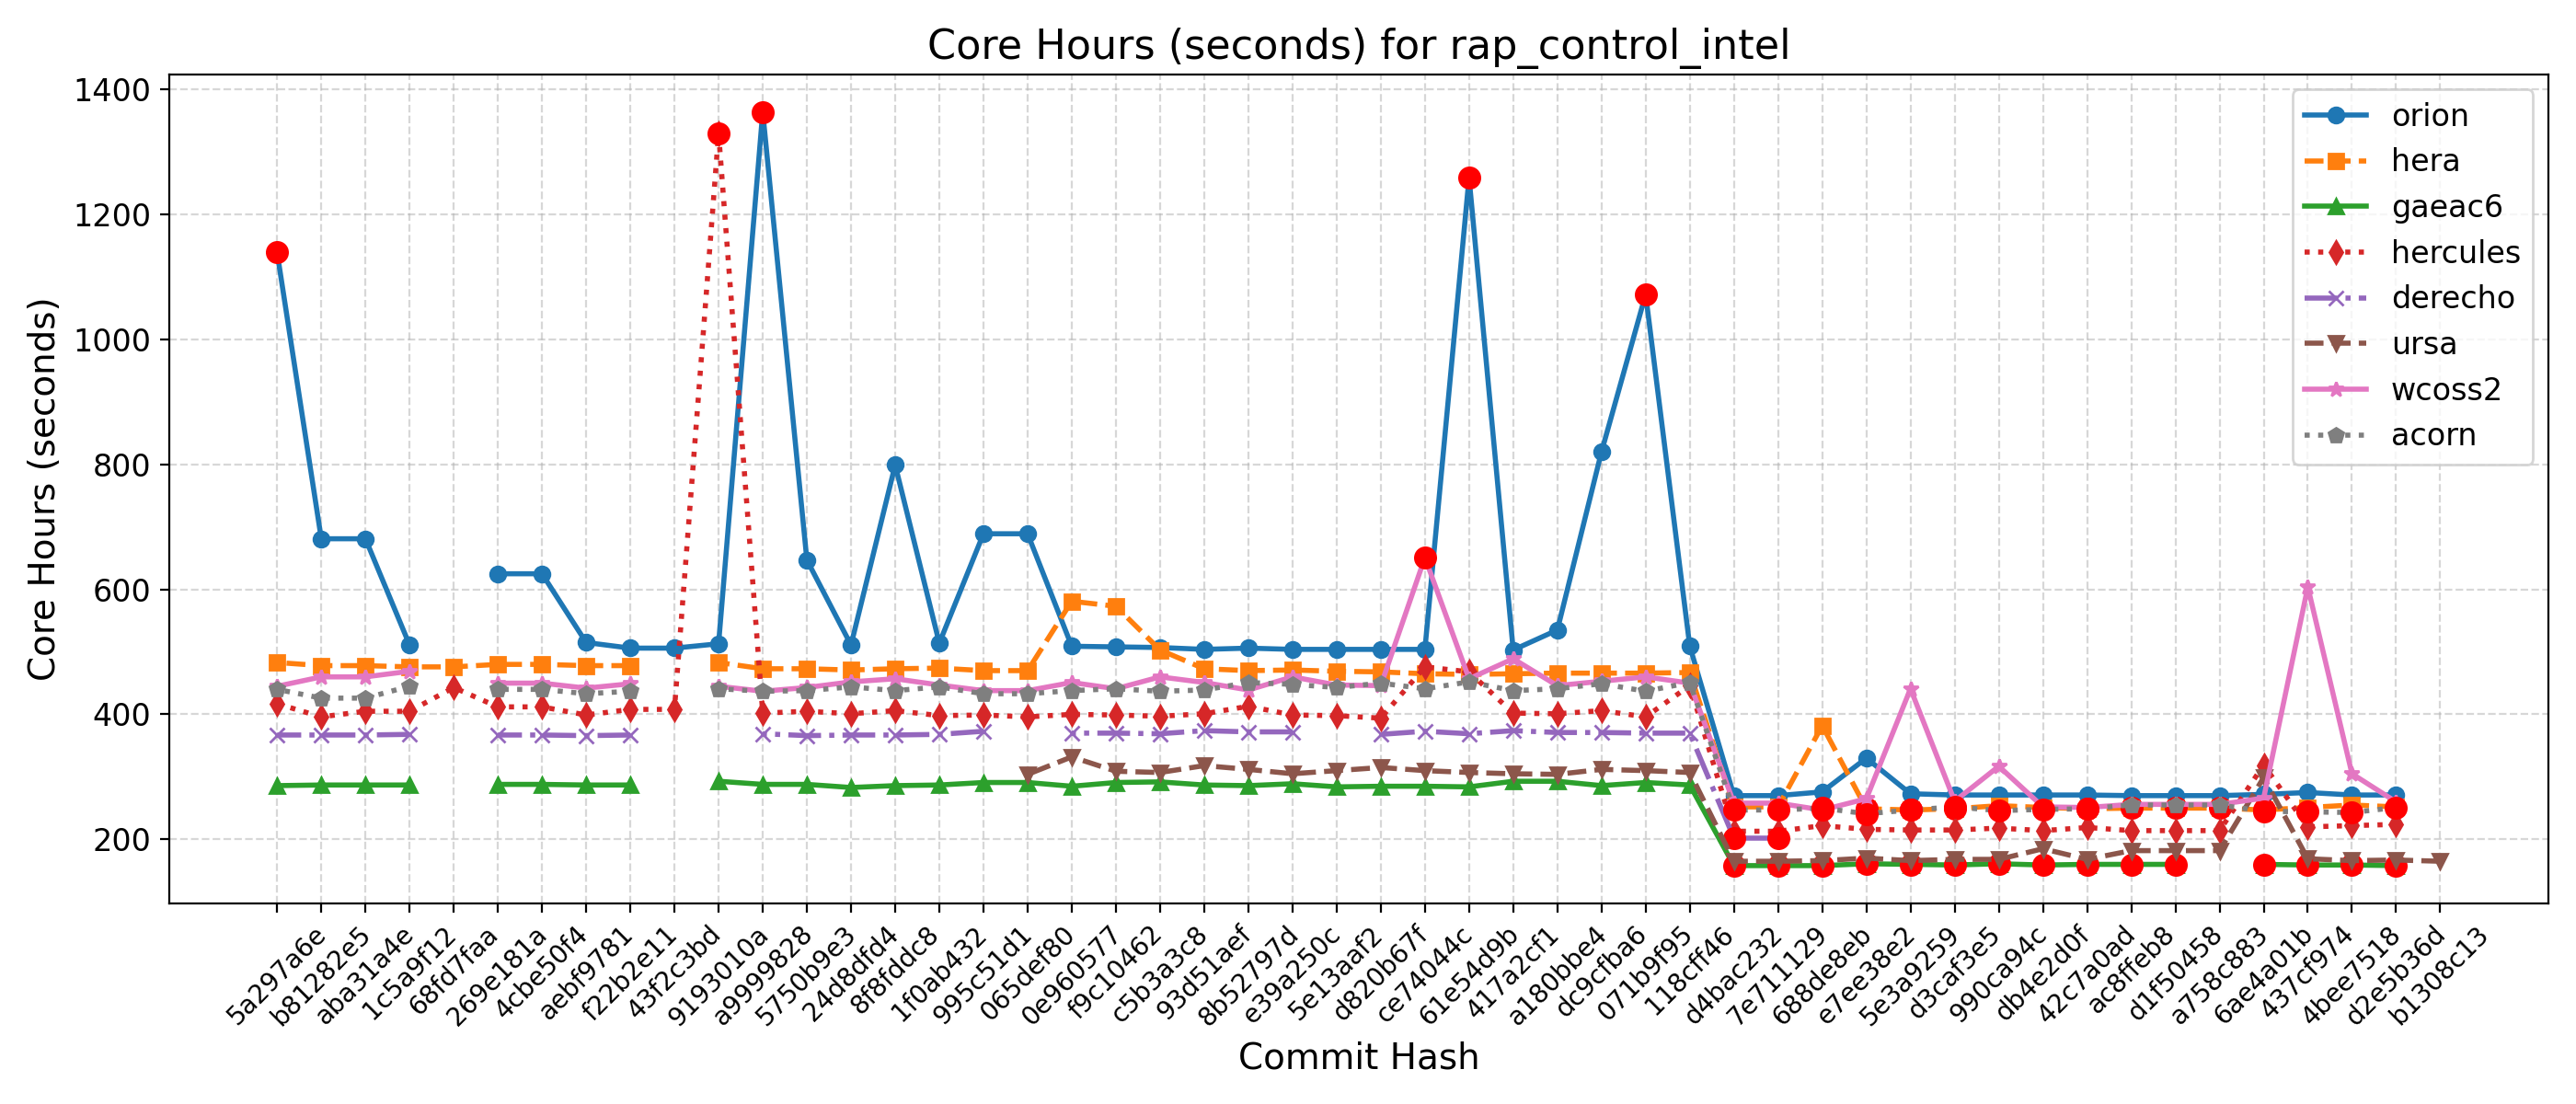 Core Hours (seconds) for rap_control_intel
Core Hours (seconds)
1400
1200
1000
800
600
400
200
orion
hera
gaeac6
hercules
derecho
ursa
wcoss2
acorn
5a297a6e
b81282e5
aba31a4e
1c5a9f12
68fd7faa
269e181a
4cbe50f4
aebf9781
f22b2e11
43f2c3bd
9193010a
a9999828
5750b9e3
24d8dfd4
8f8fddc8
1f0ab432
995c51d1
065def80
0e960577
f9c10462
c5b3a3c8
93d51aef
8b52797d
e39a250c
5e13aaf2
d820b67f
ce74044c
61e54d9b
417a2cf1
a180bbe4
dc9cfba6
071b9f95
118cff46
d4bac232
7e711129
688dde8eb
e7ee38e2
5e3a9259
d3caf3e5
990ca94c
db4e2d0f
42c7a0ad
ac8ffeb8
d1f50458
a758c883
6ae4a01b
437cf974
4bee7518
d2e5b36d
b1308c13
Commit Hash